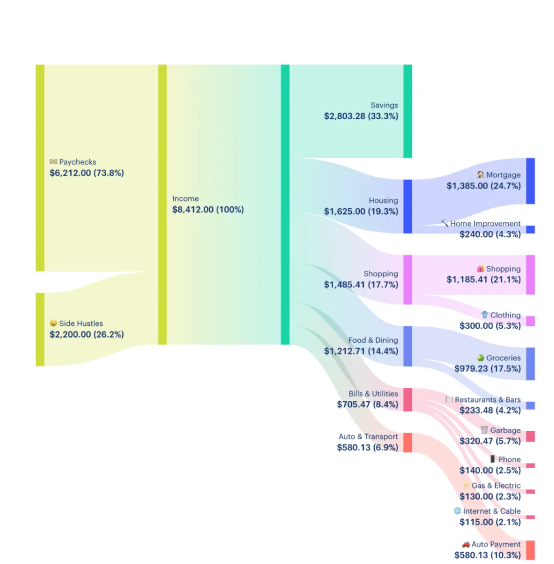 Savings
$2,803.28 (33.3%)
🏠 Mortgage
$1,385.00 (24.7%)
💵 Paychecks
$6,212.00 (73.8%)
Housing
$1,625.00 (19.3%)
Income
$8,412.00 (100%)
🔨 Home Improvement
$240.00 (4.3%)
Shopping
$1,485.41 (17.7%)
🛍️ Shopping
$1,185.41 (21.1%)
👕 Clothing
$300.00 (5.3%)
😄 Side Hustles
$2,200.00 (26.2%)
Food & Dining
$1,212.71 (14.4%)
🍏 Groceries
$979.23 (17.5%)
Bills & Utilities
$705.47 (8.4%)
🍽️ Restaurants & Bars
$233.48 (4.2%)
Auto & Transport
$580.13 (6.9%)
🗑️ Garbage
$320.47 (5.7%)
📱 Phone
$140.00 (2.5%)
⚡ Gas & Electric
$130.00 (2.3%)
🌐 Internet & Cable
$115.00 (2.1%)
🚗 Auto Payment
$580.13 (10.3%)